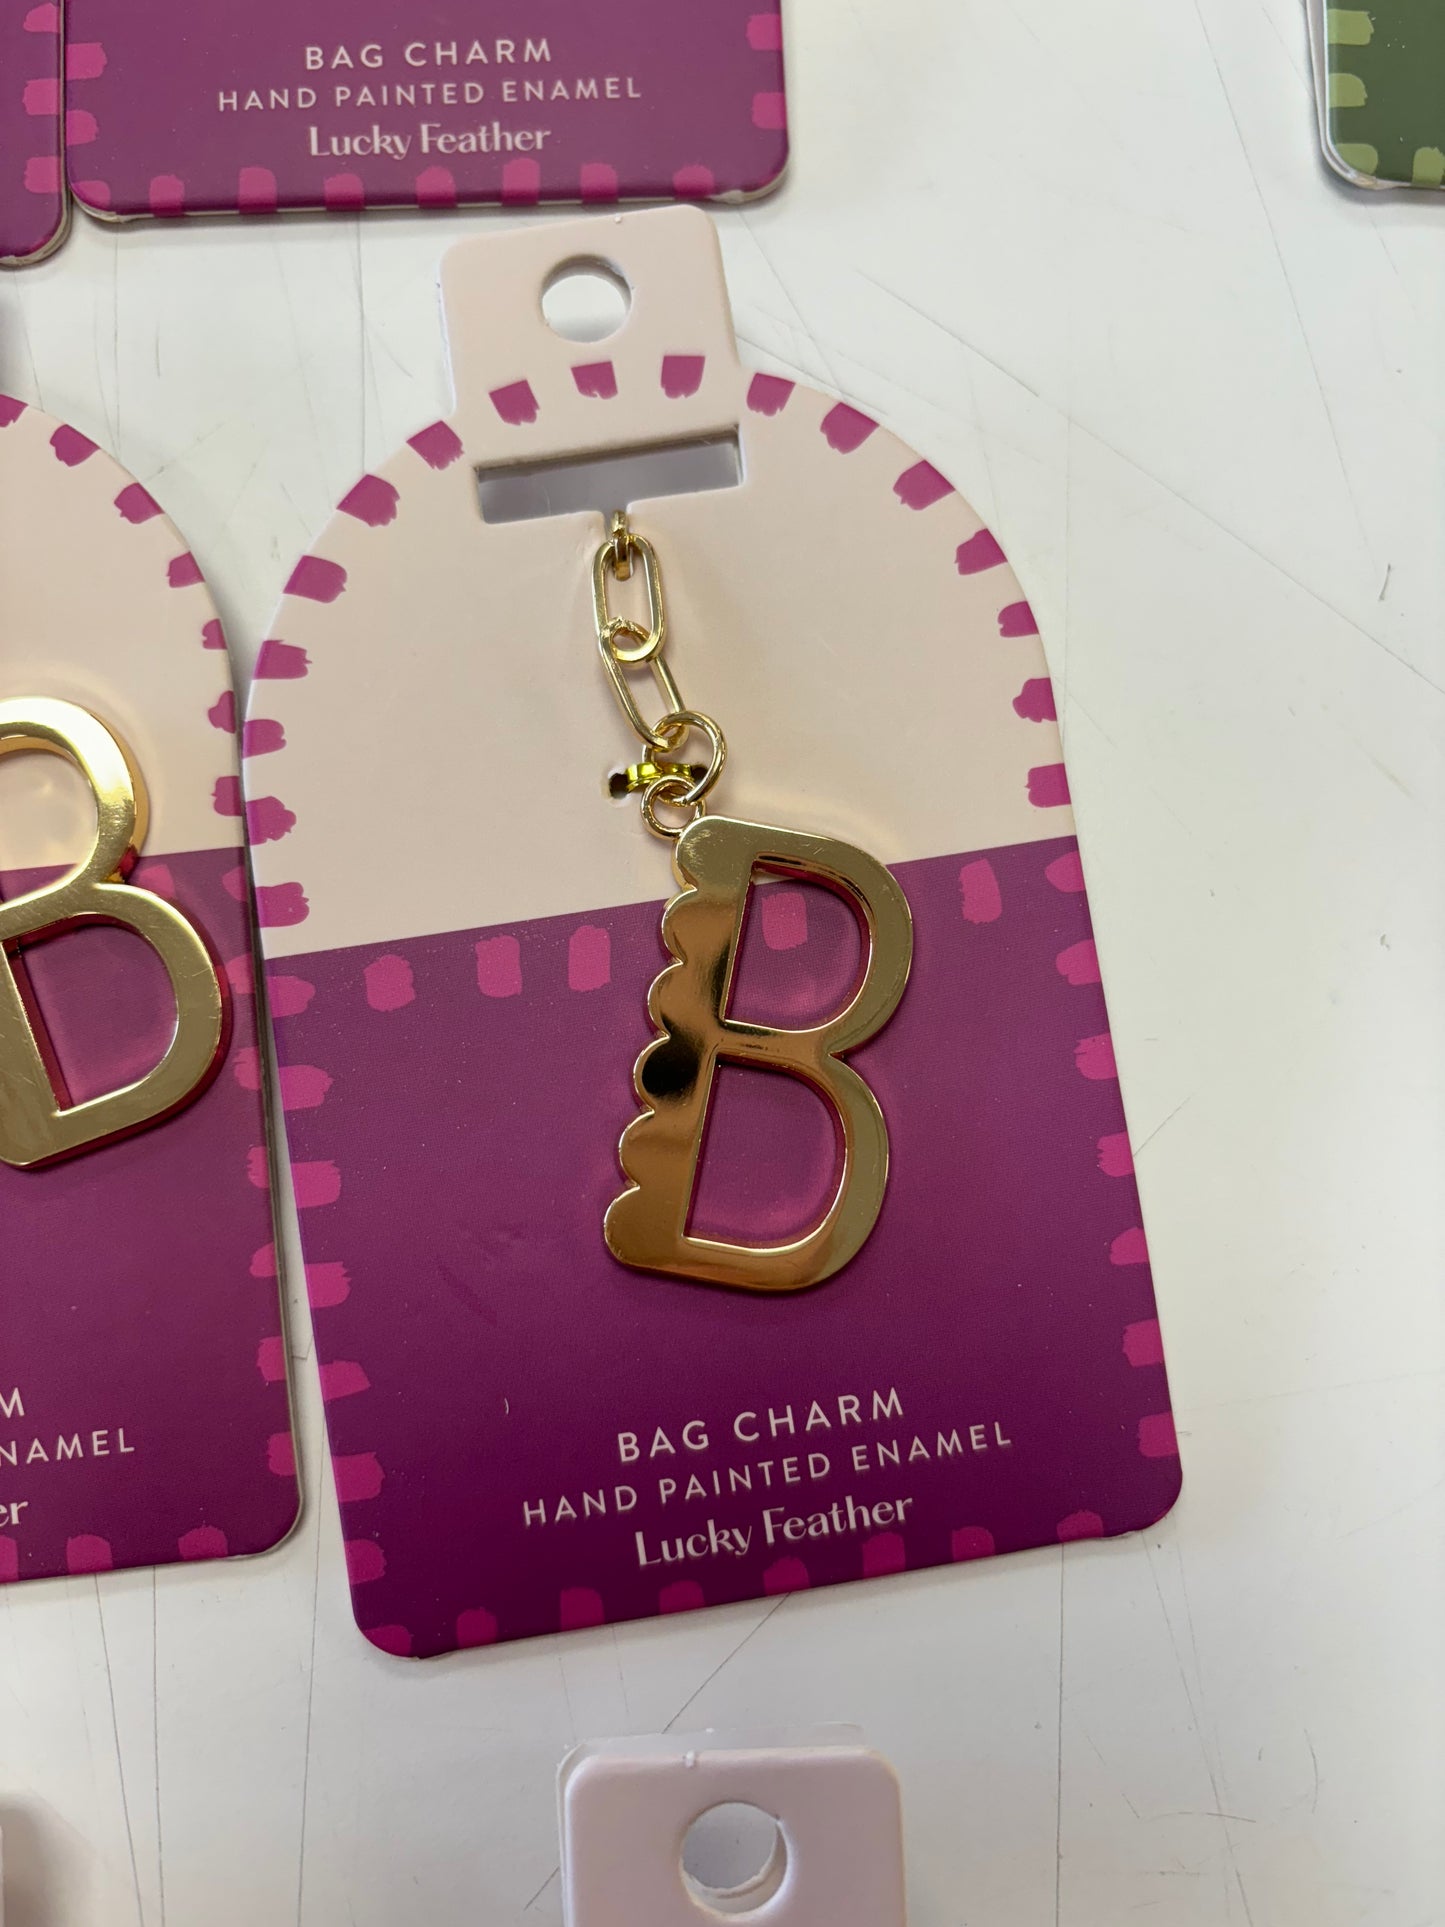 BAG CHARM
HAND PAINTED ENAMEL
Lucky Feather
B
B
BAG CHARM
HAND PAINTED ENAMEL
Lucky Feather
M
NAMEL
er